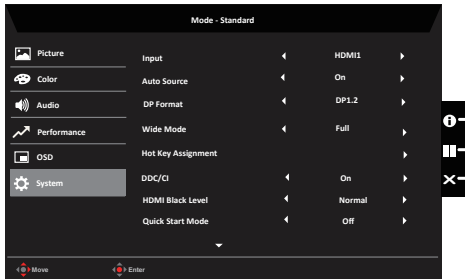 Mode - Standard
Picture
Color
Audio
Performance
OSD
System
Input HDMI1
Auto Source On
DP Format DP1.2
Wide Mode Full
Hot Key Assignment
DDC/CI On
HDMI Black Level Normal
Quick Start Mode Off
Move Enter